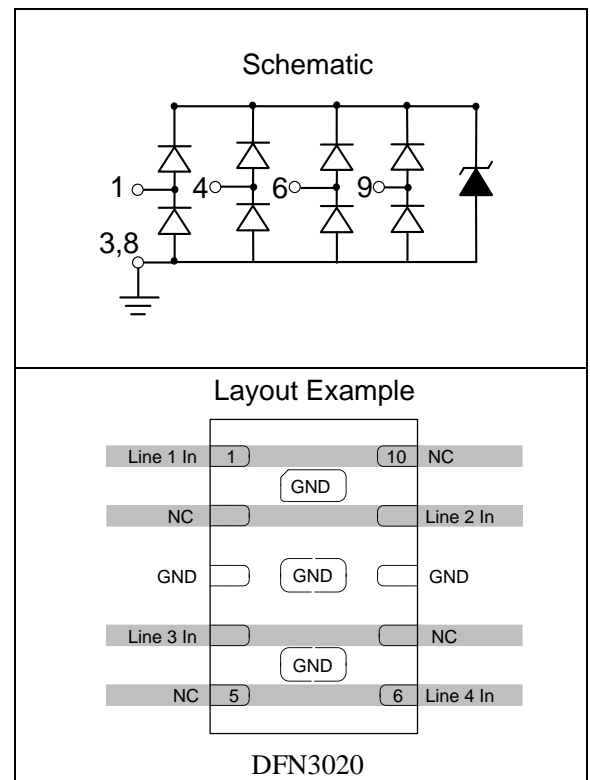 Schematic
1 4 6 9
3,8
Layout Example
Line 1 In 1 10 NC
GND
NC Line 2 In
GND GND GND
Line 3 In NC
GND
NC 5 6 Line 4 In
DFN3020